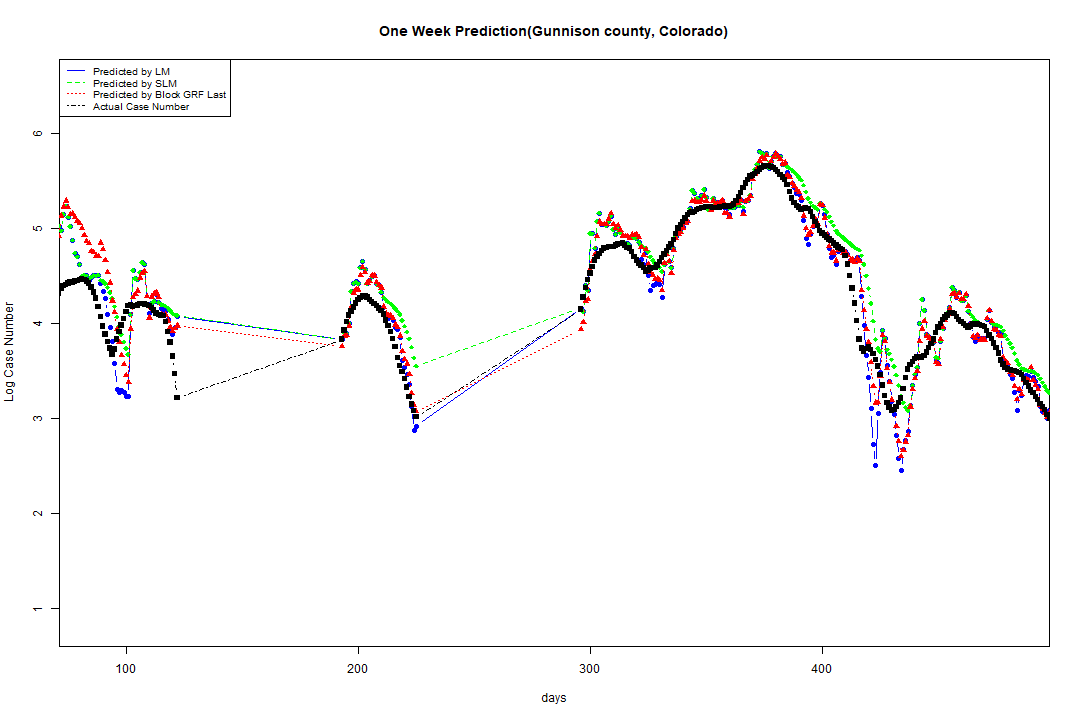 One Week Prediction(Gunnison county, Colorado)
Predicted by LM
Predicted by SLM
Predicted by Block GRF Last
Actual Case Number
Log Case Number
6
5
4
3
2
1
100 200 300 400
days